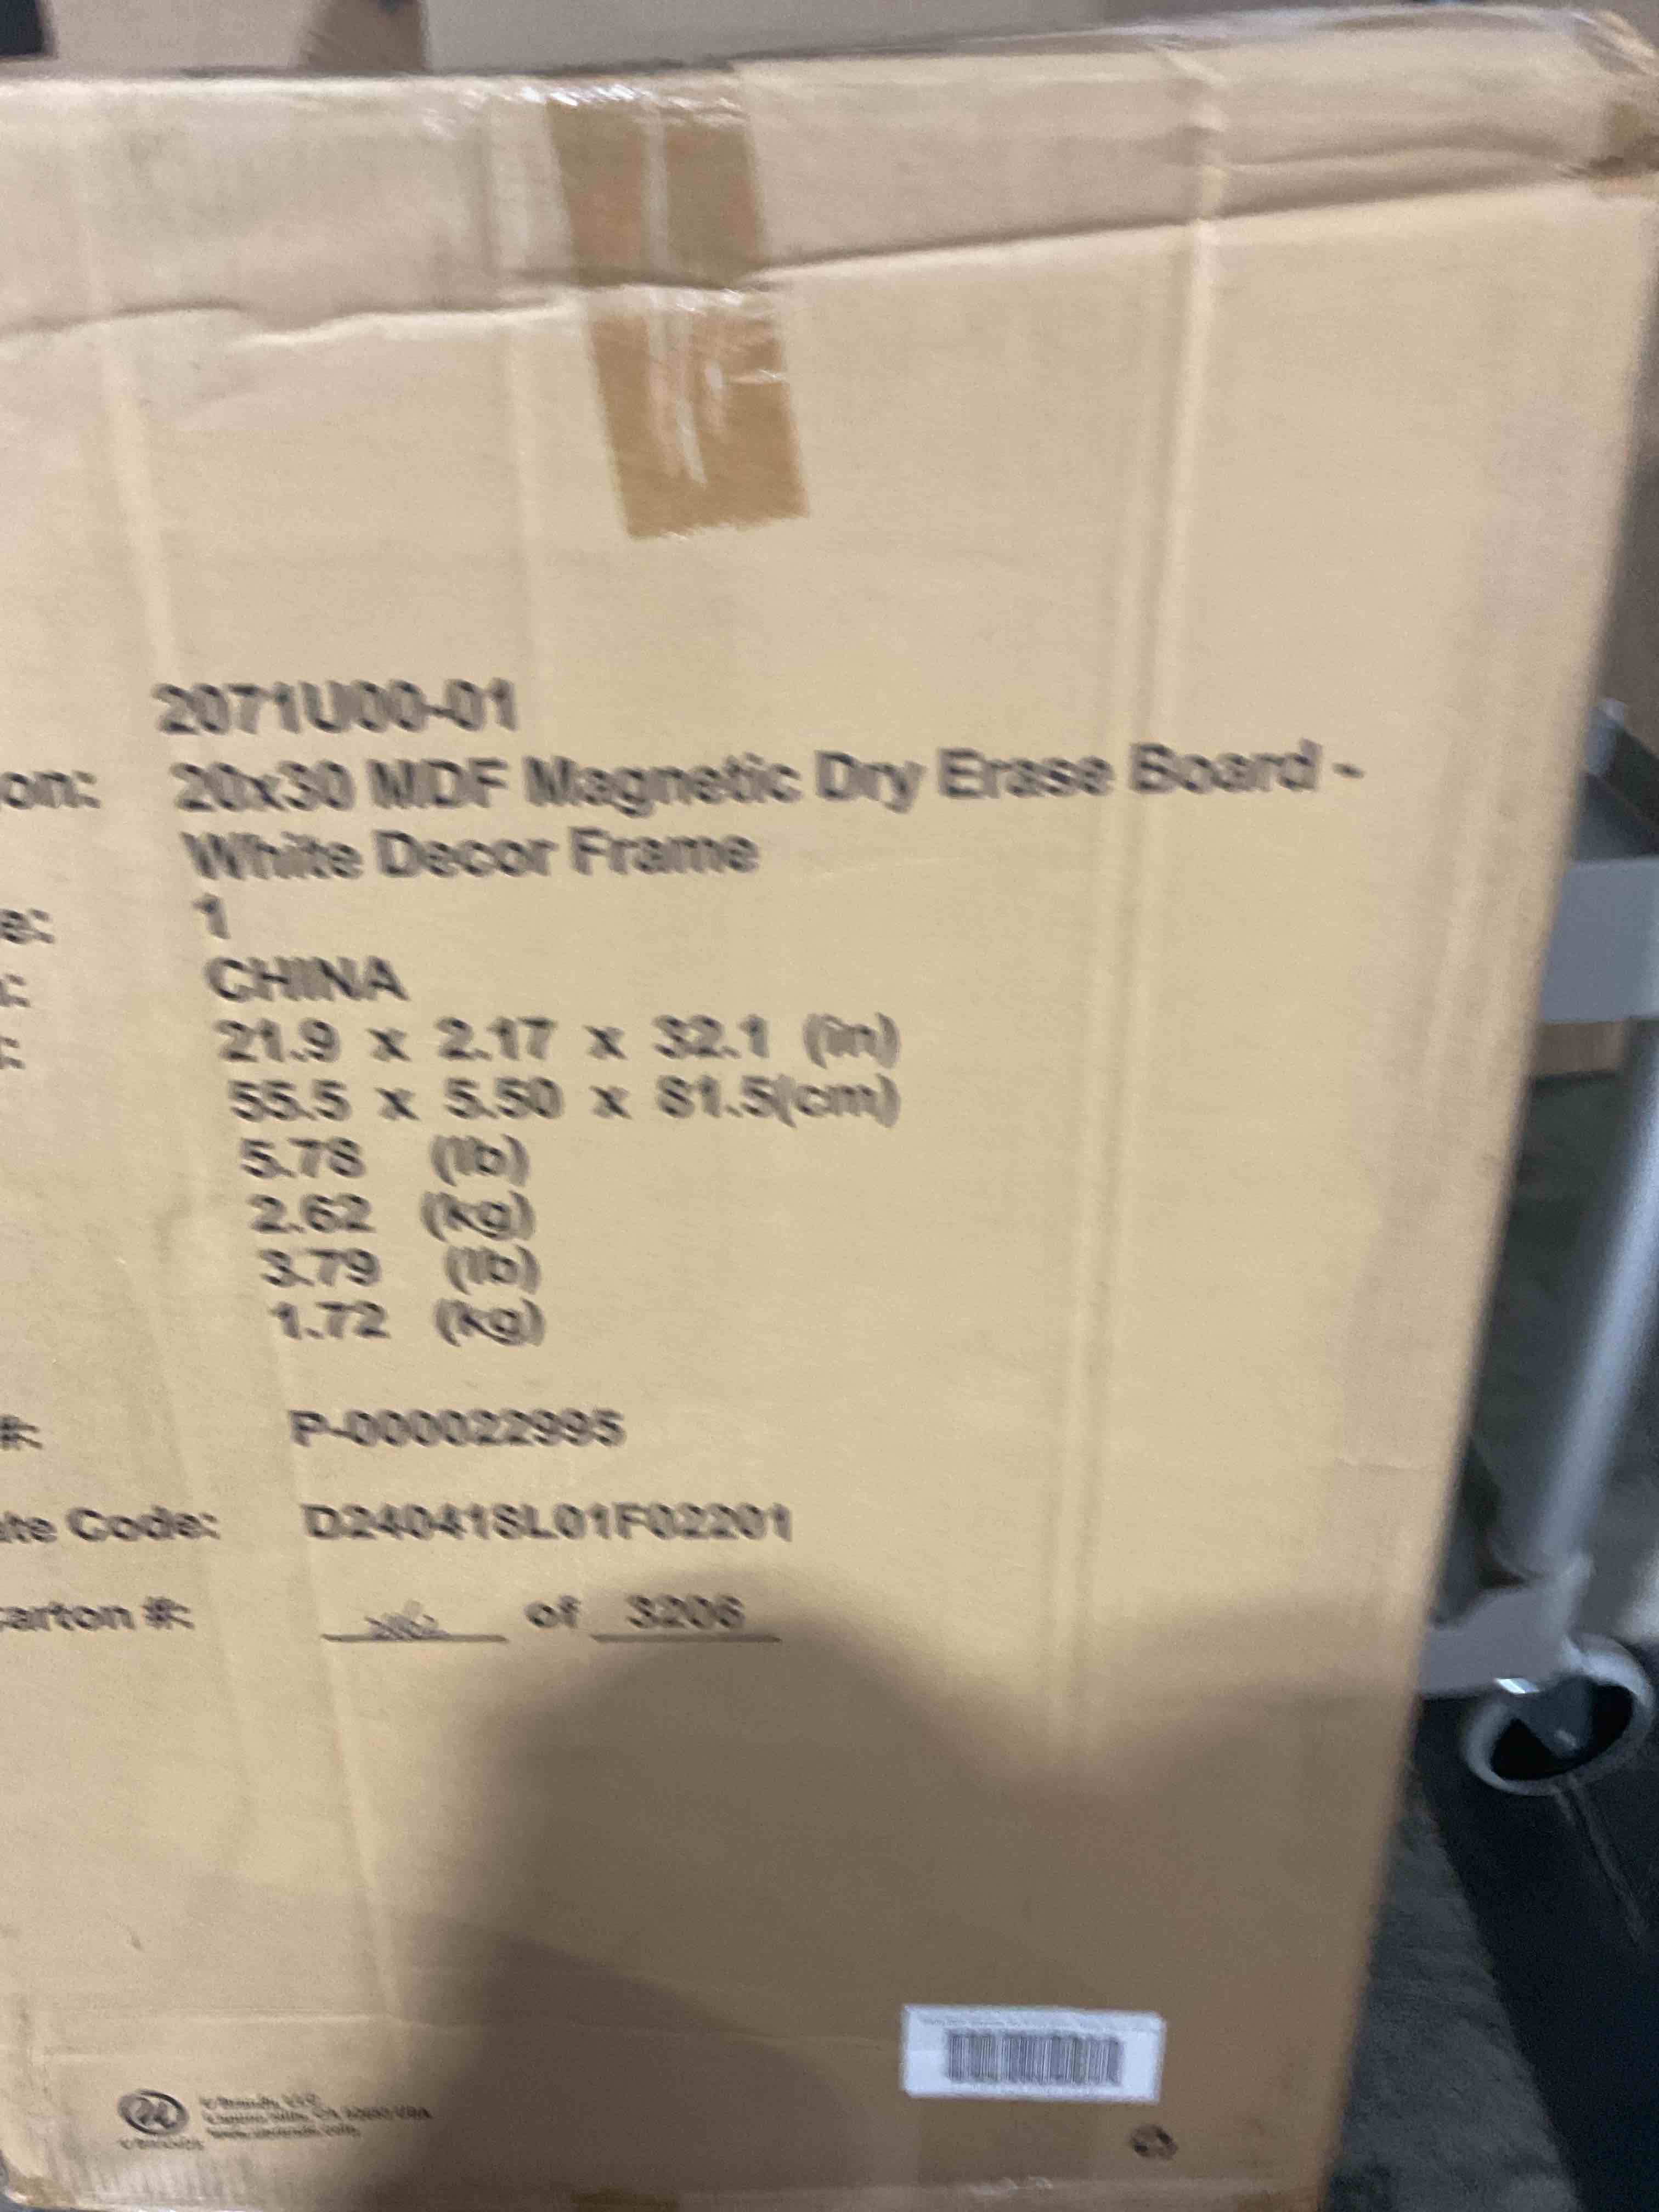 2071U00-01
on: 20x30 MDF Magnetic Dry Erase Board -
White Decor Frame
e: 1
: CHINA
: 21.9 x 2.17 x 32.1 (in)
55.5 x 5.50 x 81.5(cm)
5.78 (lb)
2.62 (kg)
3.79 (lb)
1.72 (kg)
#: P-000022995
ate Code: D240418L01F02201
arton #: of 3206